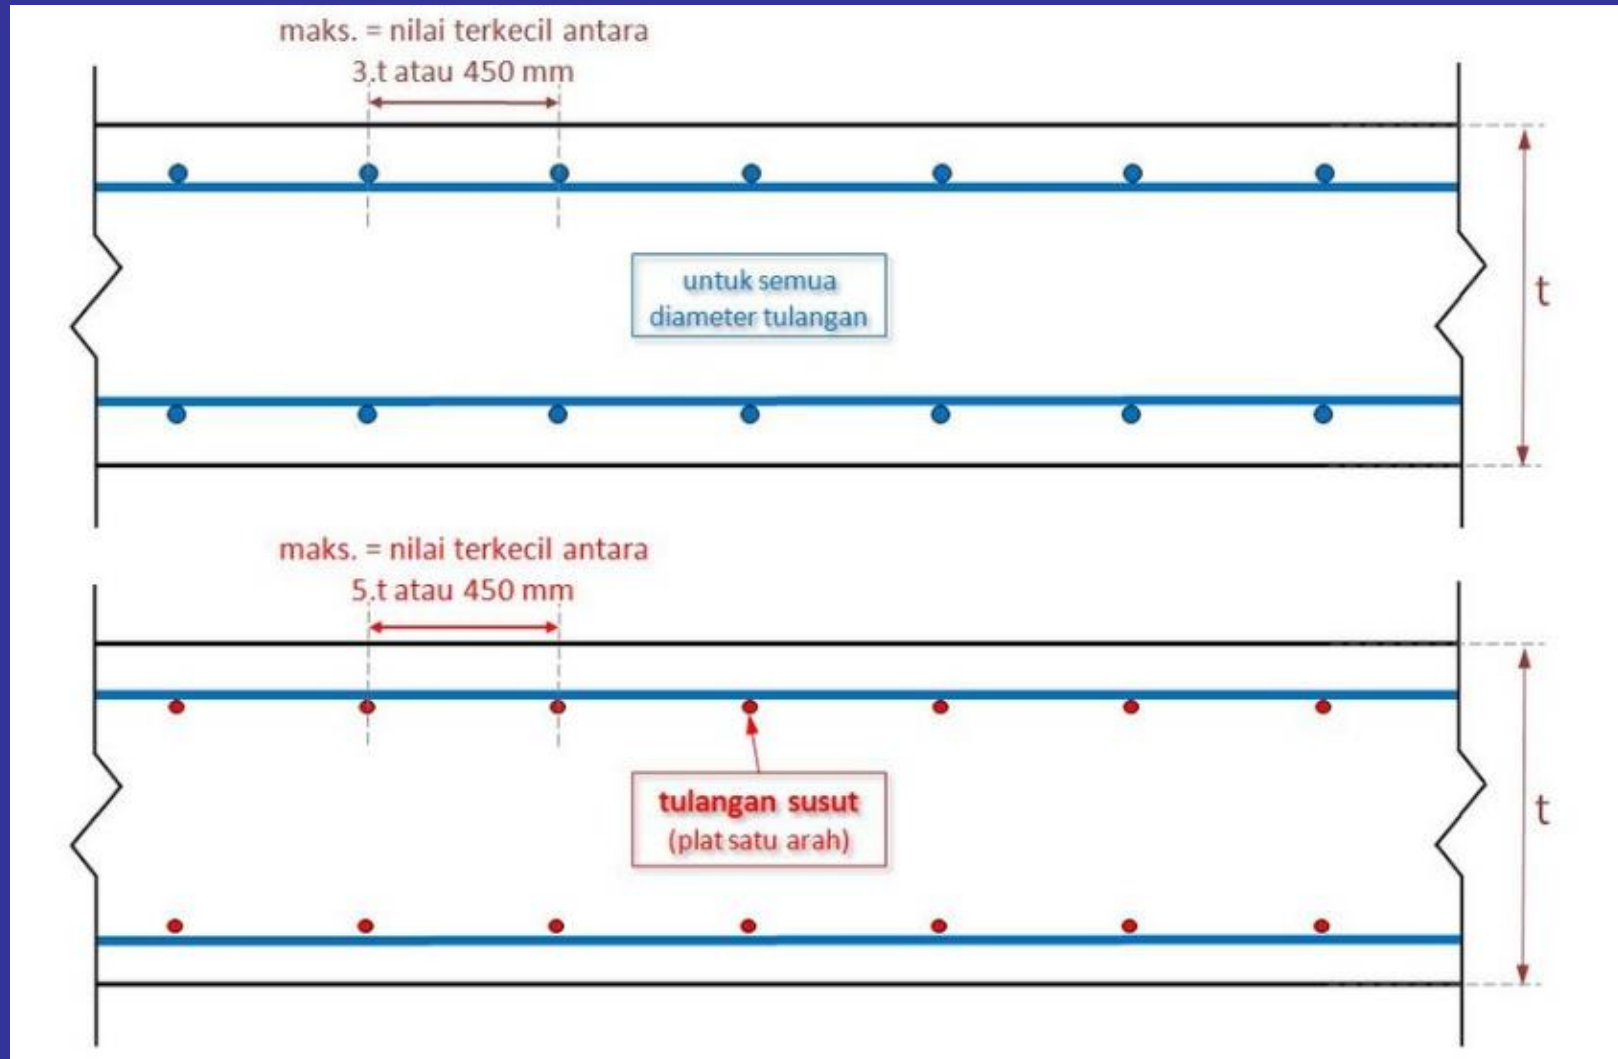 maks. = nilai terkecil antara
3.t atau 450 mm
untuk semua
diameter tulangan
t
maks. = nilai terkecil antara
5.t atau 450 mm
tulangan susut
(plat satu arah)
t